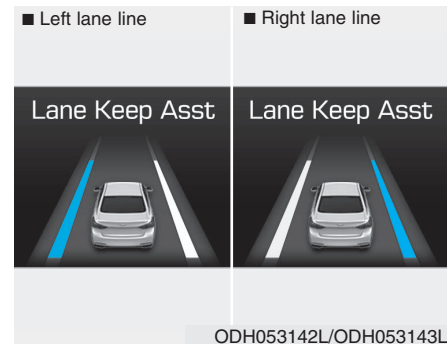 ■ Left lane line
■ Right lane line
Lane Keep Asst
Lane Keep Asst
ODH053142L/ODH053143L